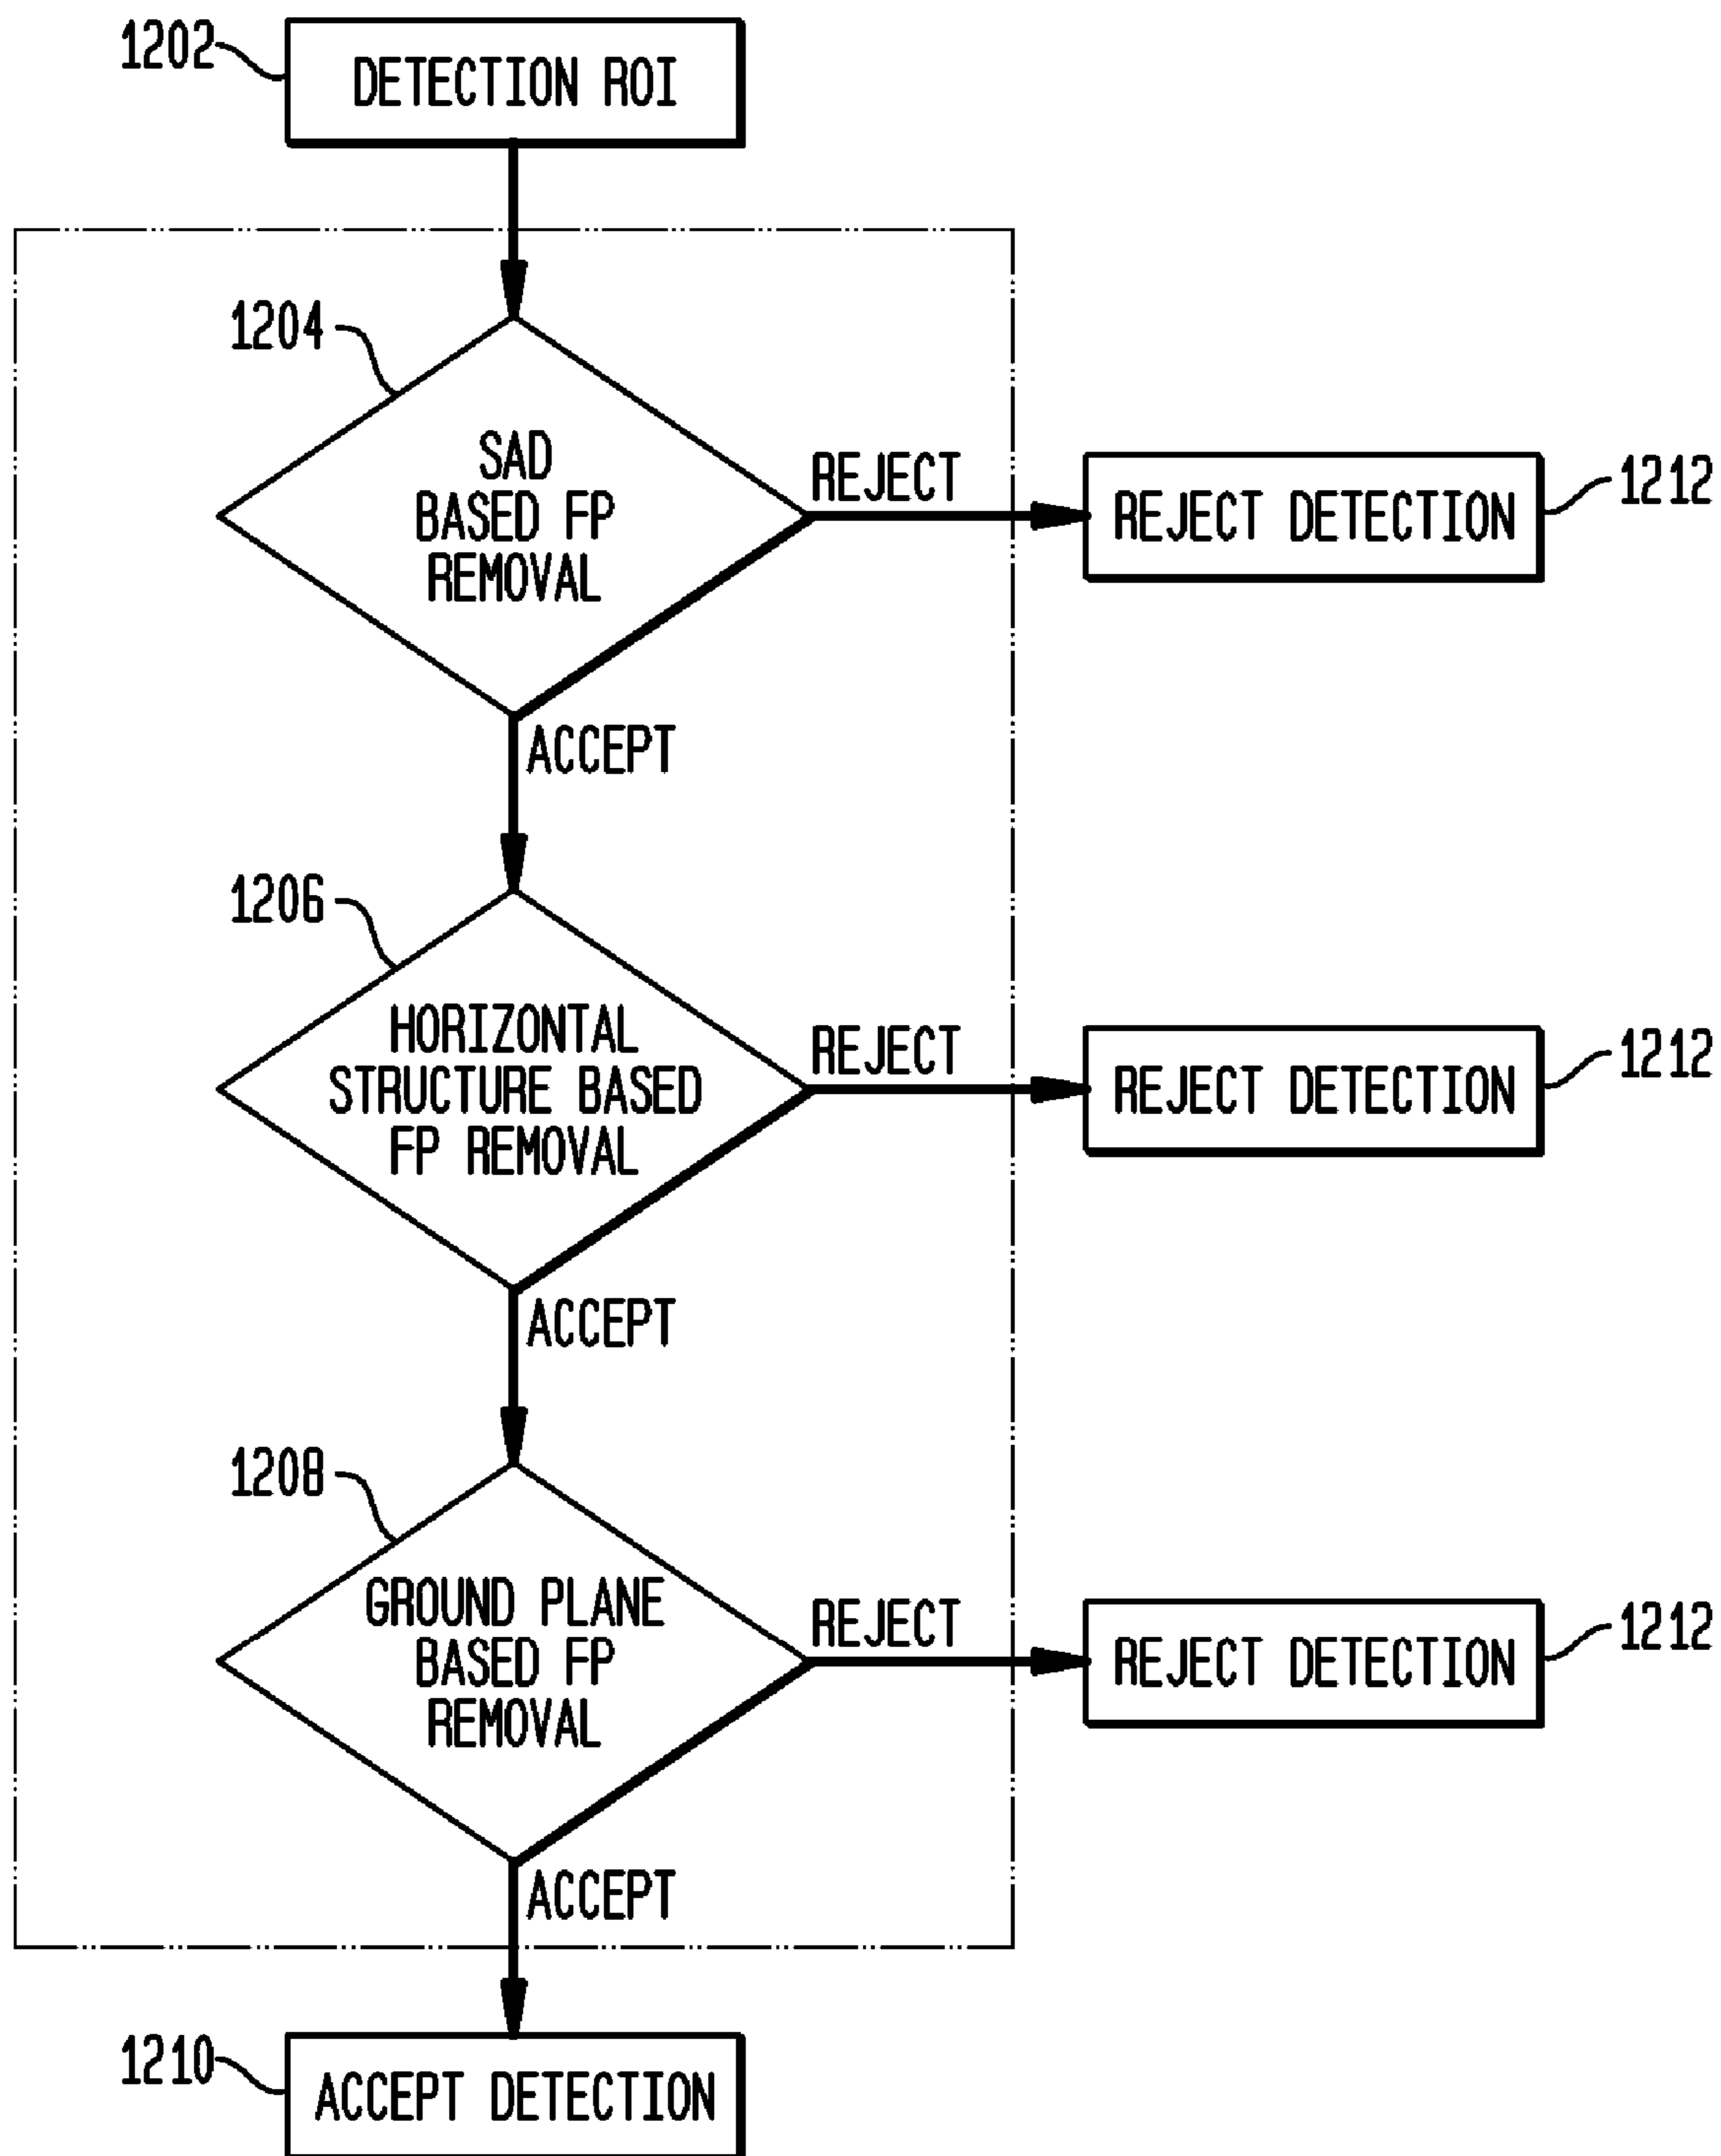 1202
DETECTION ROI
1204
SAD
BASED FP
REMOVAL
REJECT
REJECT DETECTION
1212
ACCEPT
1206
HORIZONTAL
STRUCTURE BASED
FP REMOVAL
REJECT
REJECT DETECTION
1212
ACCEPT
1208
GROUND PLANE
BASED FP
REMOVAL
REJECT
REJECT DETECTION
1212
ACCEPT
1210
ACCEPT DETECTION